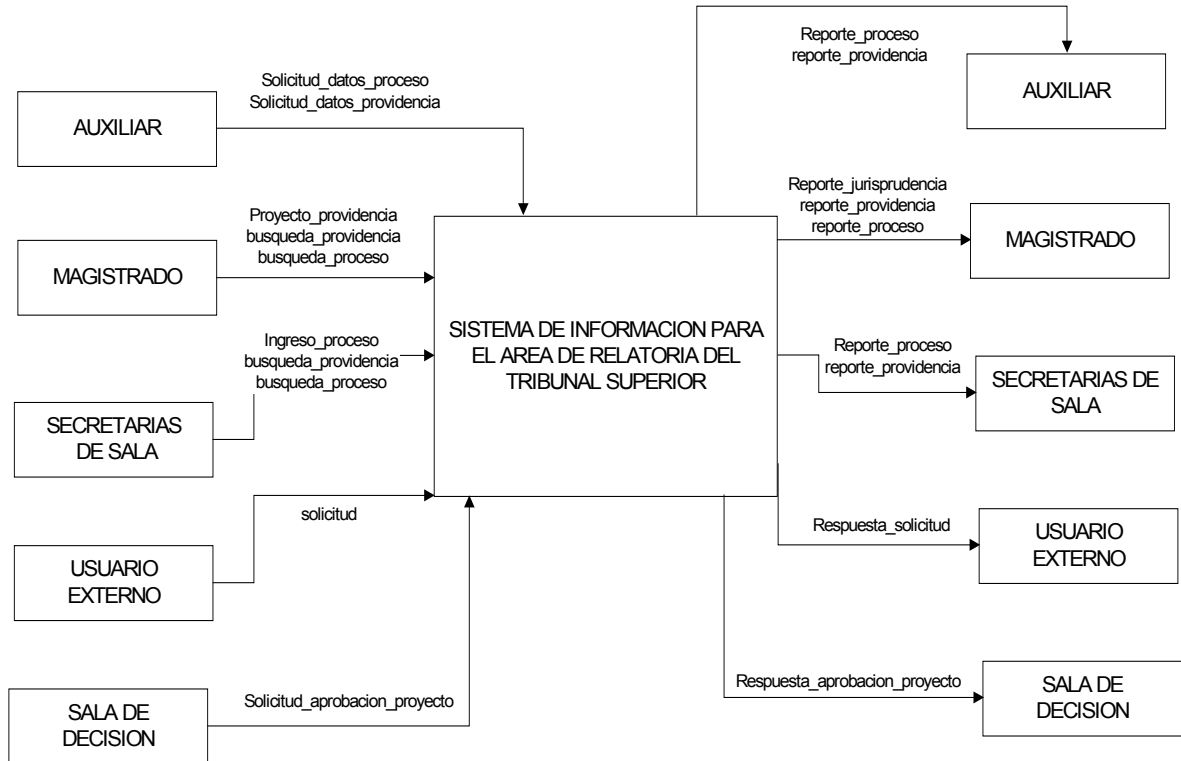 Reporte_proceso
reporte_providencia
AUXILIAR
Solicitud_datos_proceso
Solicitud_datos_providencia
AUXILIAR
Proyecto_providencia
busqueda_providencia
busqueda_proceso
MAGISTRADO
Reporte_jurisprudencia
reporte_providencia
reporte_proceso
MAGISTRADO
SISTEMA DE INFORMACION PARA
EL AREA DE RELATORIA DEL
TRIBUNAL SUPERIOR
Ingreso_proceso
busqueda_providencia
busqueda_proceso
SECRETARIAS
DE SALA
Reporte_proceso
reporte_providencia
SECRETARIAS DE
SALA
solicitud
USUARIO
EXTERNO
Respuesta_solicitud
USUARIO
EXTERNO
Solicitud_aprobacion_proyecto
SALA DE
DECISION
Respuesta_aprobacion_proyecto
SALA DE
DECISION